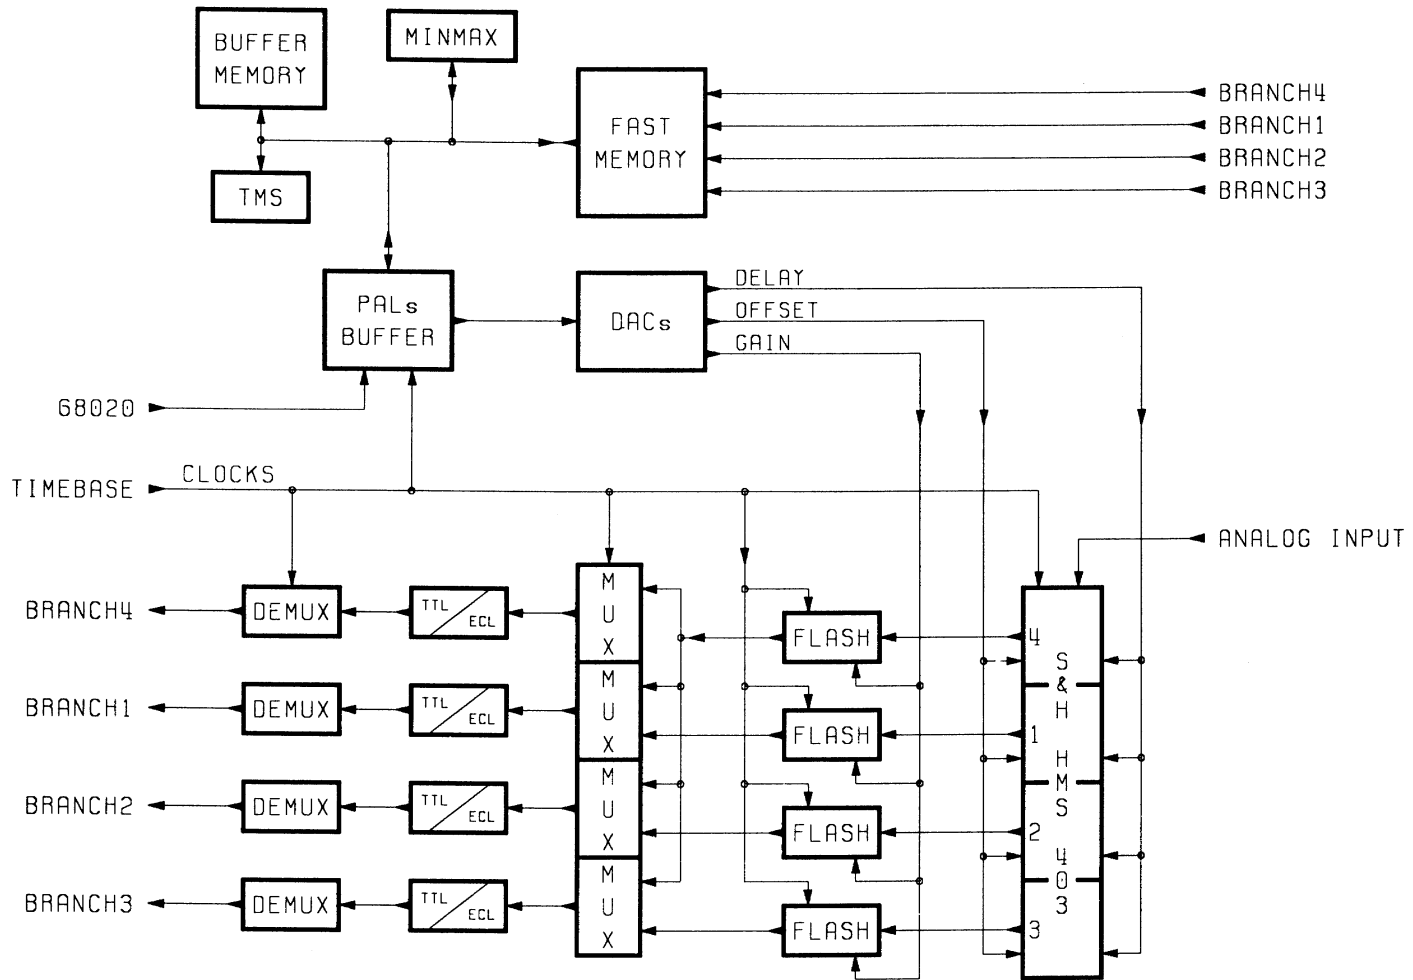 BUFFER
MEMORY
MINMAX
FAST
MEMORY
BRANCH4
BRANCH1
BRANCH2
BRANCH3
TMS
PALs
BUFFER
DACs
DELAY
OFFSET
GAIN
68020
TIMEBASE
CLOCKS
ANALOG INPUT
BRANCH4
DEMUX
TTL
ECL
MUX
FLASH
4
BRANCH1
DEMUX
TTL
ECL
MUX
FLASH
1
BRANCH2
DEMUX
TTL
ECL
MUX
FLASH
2
BRANCH3
DEMUX
TTL
ECL
MUX
FLASH
3
S&H HMS 403